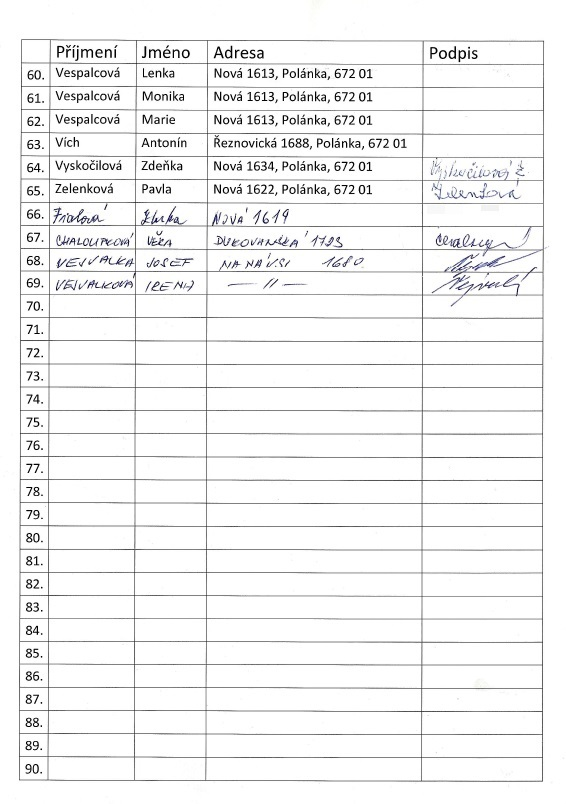 Příjmení Jméno Adresa Podpis
60. Vespalcová Lenka Nová 1613, Polánka, 672 01
61. Vespalcová Monika Nová 1613, Polánka, 672 01
62. Vespalcová Marie Nová 1613, Polánka, 672 01
63. Vích Antonín Řeznovická 1688, Polánka, 672 01
64. Vyskočilová Zdeňka Nová 1634, Polánka, 672 01 Vyskočilová Z.
65. Zelenková Pavla Nová 1622, Polánka, 672 01 Zelenková
66. NOVÁ 1619
67. CHALOUPKOVÁ VĚRA DUKOVANSKÁ 1723
68. VEJVALKA JOSEF NA NÁVSI 1680
69. VEJVALKOVÁ IRENA — 11 —
70.
71.
72.
73.
74.
75.
76.
77.
78.
79.
80.
81.
82.
83.
84.
85.
86.
87.
88.
89.
90.